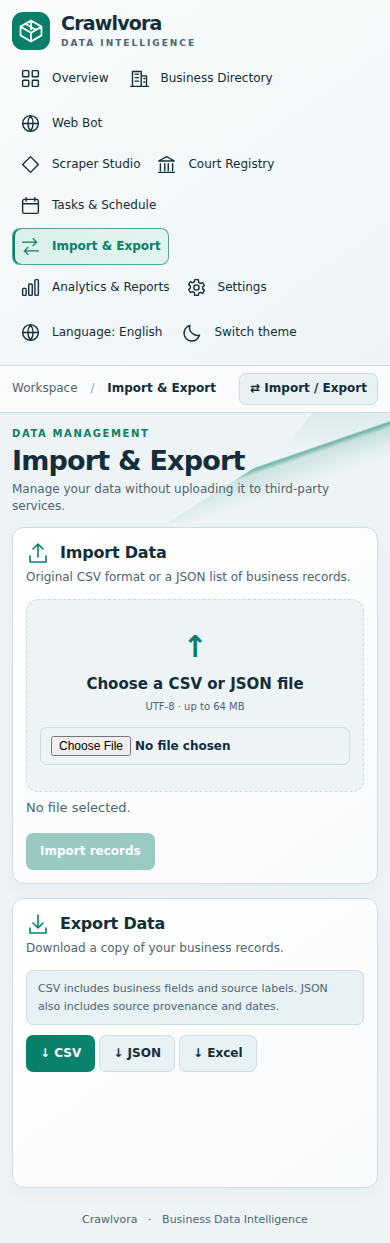 Crawlvora
DATA INTELLIGENCE
Overview
Business Directory
Web Bot
Scraper Studio
Court Registry
Tasks & Schedule
Import & Export
Analytics & Reports
Settings
Language: English
Switch theme
Workspace / Import & Export
⇄ Import / Export
DATA MANAGEMENT
Import & Export
Manage your data without uploading it to third-party
services.
Import Data
Original CSV format or a JSON list of business records.
↑
Choose a CSV or JSON file
UTF-8 · up to 64 MB
Choose File No file chosen
No file selected.
Import records
Export Data
Download a copy of your business records.
CSV includes business fields and source labels. JSON
also includes source provenance and dates.
↓ CSV
↓ JSON
↓ Excel
Crawlvora · Business Data Intelligence